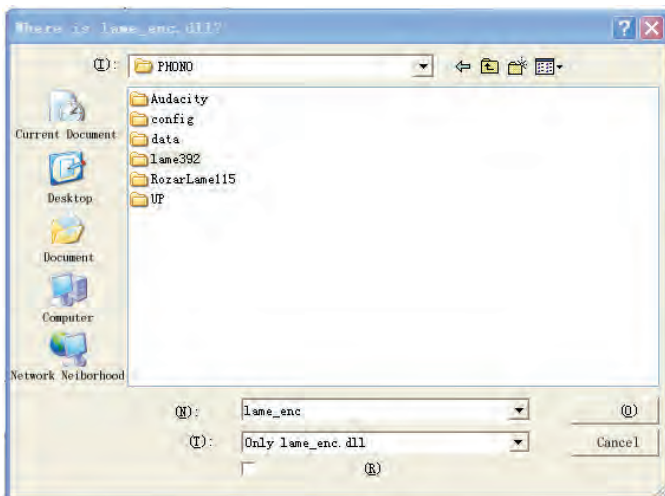 Where is lame_enc.dll?
(I): PHONO
Audacity
config
data
lame392
RozarLame115
UP
Current Document
Desktop
Document
Computer
Network Neiborhood
(N): lame_enc (O)
(T): Only lame_enc.dll Cancel
(R)